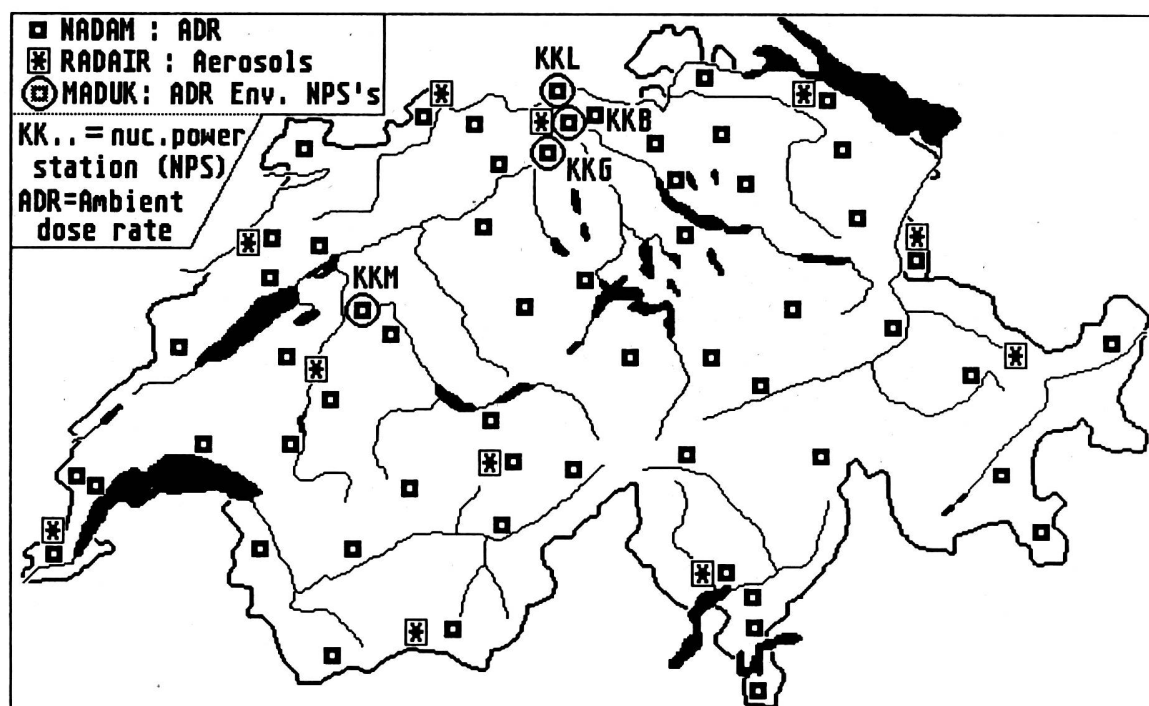 NADAM : ADR
RADAIR : Aerosols
MADUK: ADR Env. NPS's
KK.. = nuc.power
station (NPS)
ADR=Ambient
dose rate
KKL
KKB
KKG
KKM